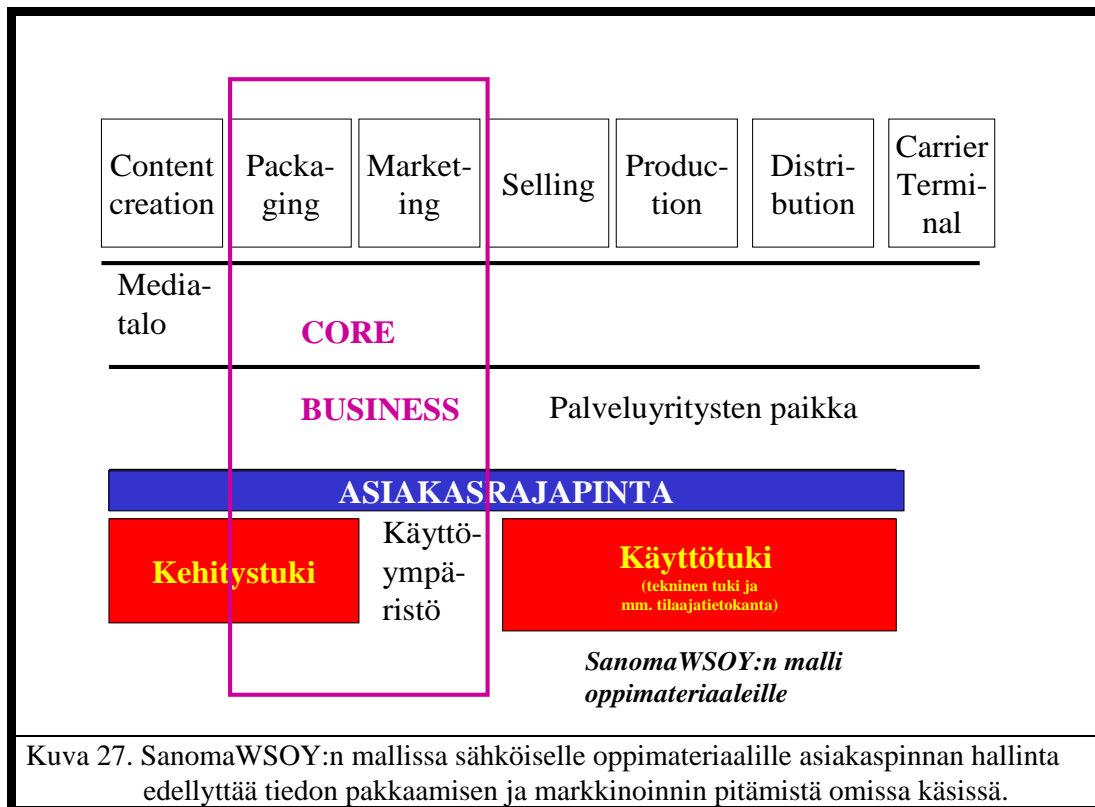 Content
creation
Packa-
ging
Market-
ing
Selling
Produc-
tion
Distri-
bution
Carrier
Termi-
nal
Media-
talo
CORE
BUSINESS
Palveluyritysten paikka
ASIAKASRAJAPINTA
Kehitystuki
Käyttö-
ympä-
ristö
Käyttötuki
(tekninen tuki ja
mm. tilaajatietokanta)
SanomaWSOY:n malli
oppimateriaaleille
Kuva 27. SanomaWSOY:n mallissa sähköiselle oppimateriaalille asiakaspinnan hallinta
edellyttää tiedon pakkaamisen ja markkinoinnin pitämistä omissa käsissä.